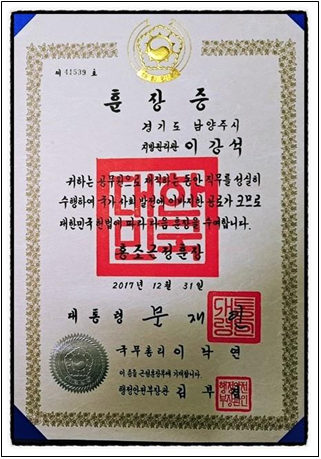 제 41539 호
훈장증
경기도 남양주시
지방관리관 이강석
귀하는 공무원으로 재직하는 동안 직무를 성실히
수행하여 국가 사회 발전에 이바지한 공로가 크므로
대한민국 헌법에 따라 다음 훈장을 수여합니다.
홍조근정훈장
2017년 12월 31일
대통령 문재인
국무총리 이낙연
이 증을 근정훈장부에 기재합니다.
행정안전부장관 김부겸